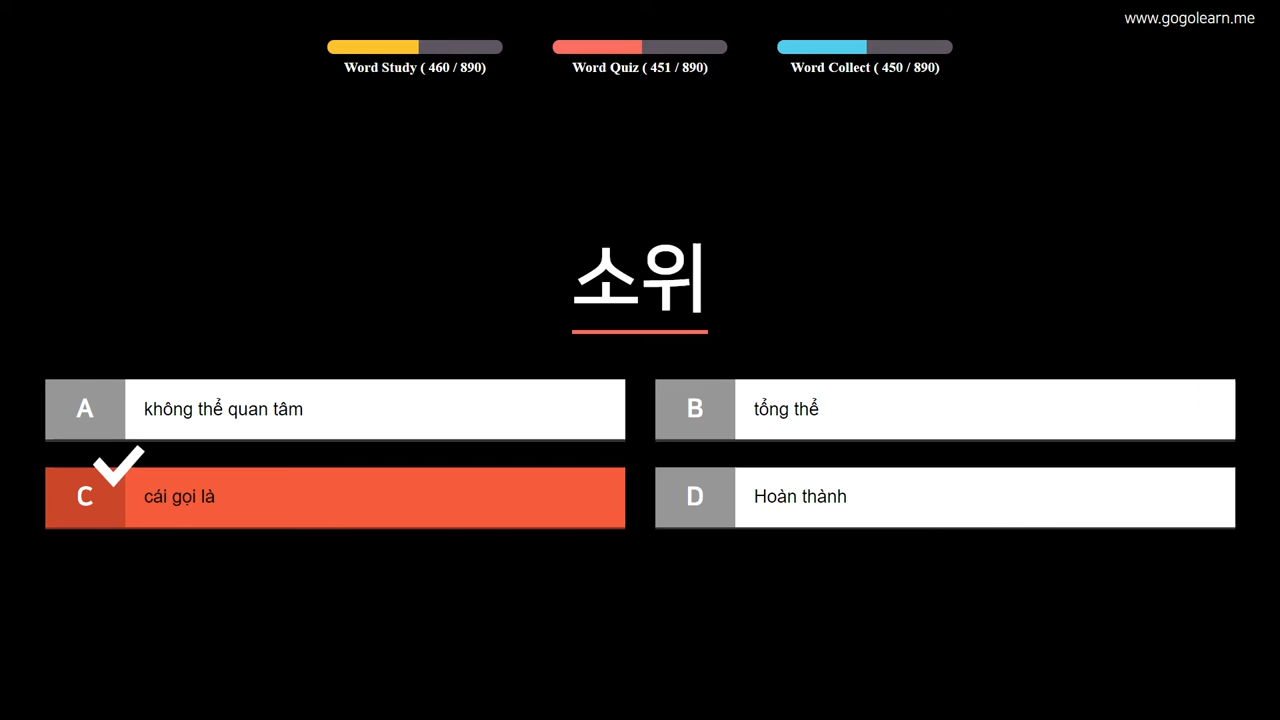 www.gogolearn.me
Word Study ( 460 / 890)
Word Quiz ( 451 / 890)
Word Collect ( 450 / 890)
소위
A không thể quan tâm
B tổng thể
C cái gọi là
D Hoàn thành